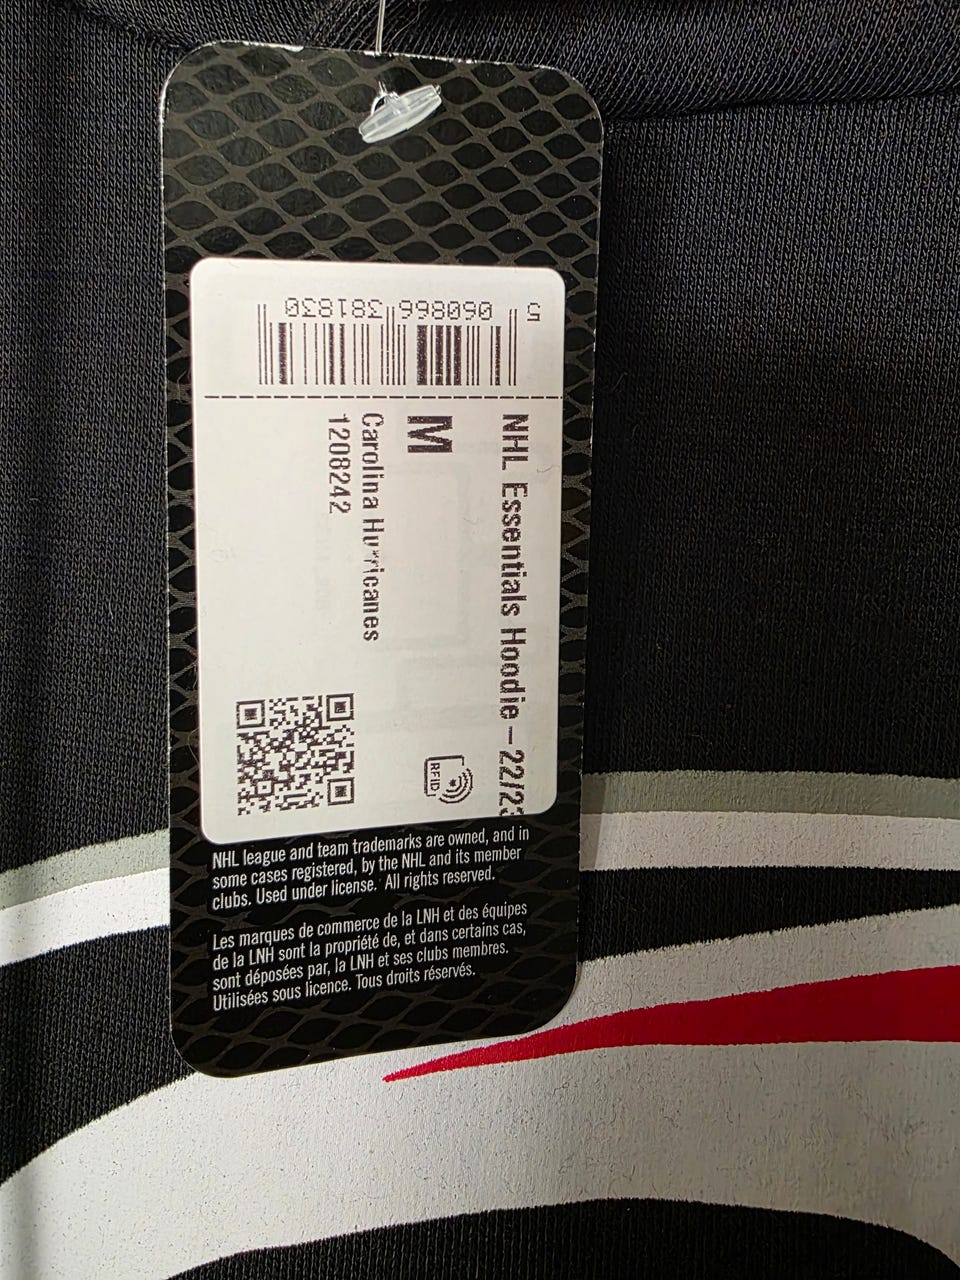 5 060866 381830
NHL Essentials Hoodie – 22/23
M
Carolina Hurricanes
1208242
RFID
NHL league and team trademarks are owned, and in
some cases registered, by the NHL and its member
clubs. Used under license. All rights reserved.
Les marques de commerce de la LNH et des équipes
de la LNH sont la propriété de, et dans certains cas,
sont déposées par, la LNH et ses clubs membres.
Utilisées sous licence. Tous droits réservés.